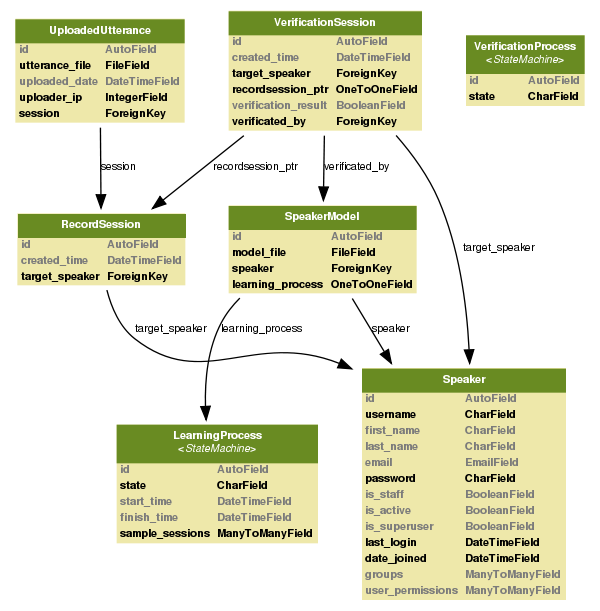 UploadedUtterance
id AutoField
utterance_file FileField
uploaded_date DateTimeField
uploader_ip IntegerField
session ForeignKey
VerificationSession
id AutoField
created_time DateTimeField
target_speaker ForeignKey
recordsession_ptr OneToOneField
verification_result BooleanField
verificated_by ForeignKey
VerificationProcess
<StateMachine>
id AutoField
state CharField
session
recordsession_ptr
verificated_by
target_speaker
RecordSession
id AutoField
created_time DateTimeField
target_speaker ForeignKey
SpeakerModel
id AutoField
model_file FileField
speaker ForeignKey
learning_process OneToOneField
target_speaker
learning_process
speaker
LearningProcess
<StateMachine>
id AutoField
state CharField
start_time DateTimeField
finish_time DateTimeField
sample_sessions ManyToManyField
Speaker
id AutoField
username CharField
first_name CharField
last_name CharField
email EmailField
password CharField
is_staff BooleanField
is_active BooleanField
is_superuser BooleanField
last_login DateTimeField
date_joined DateTimeField
groups ManyToManyField
user_permissions ManyToManyField